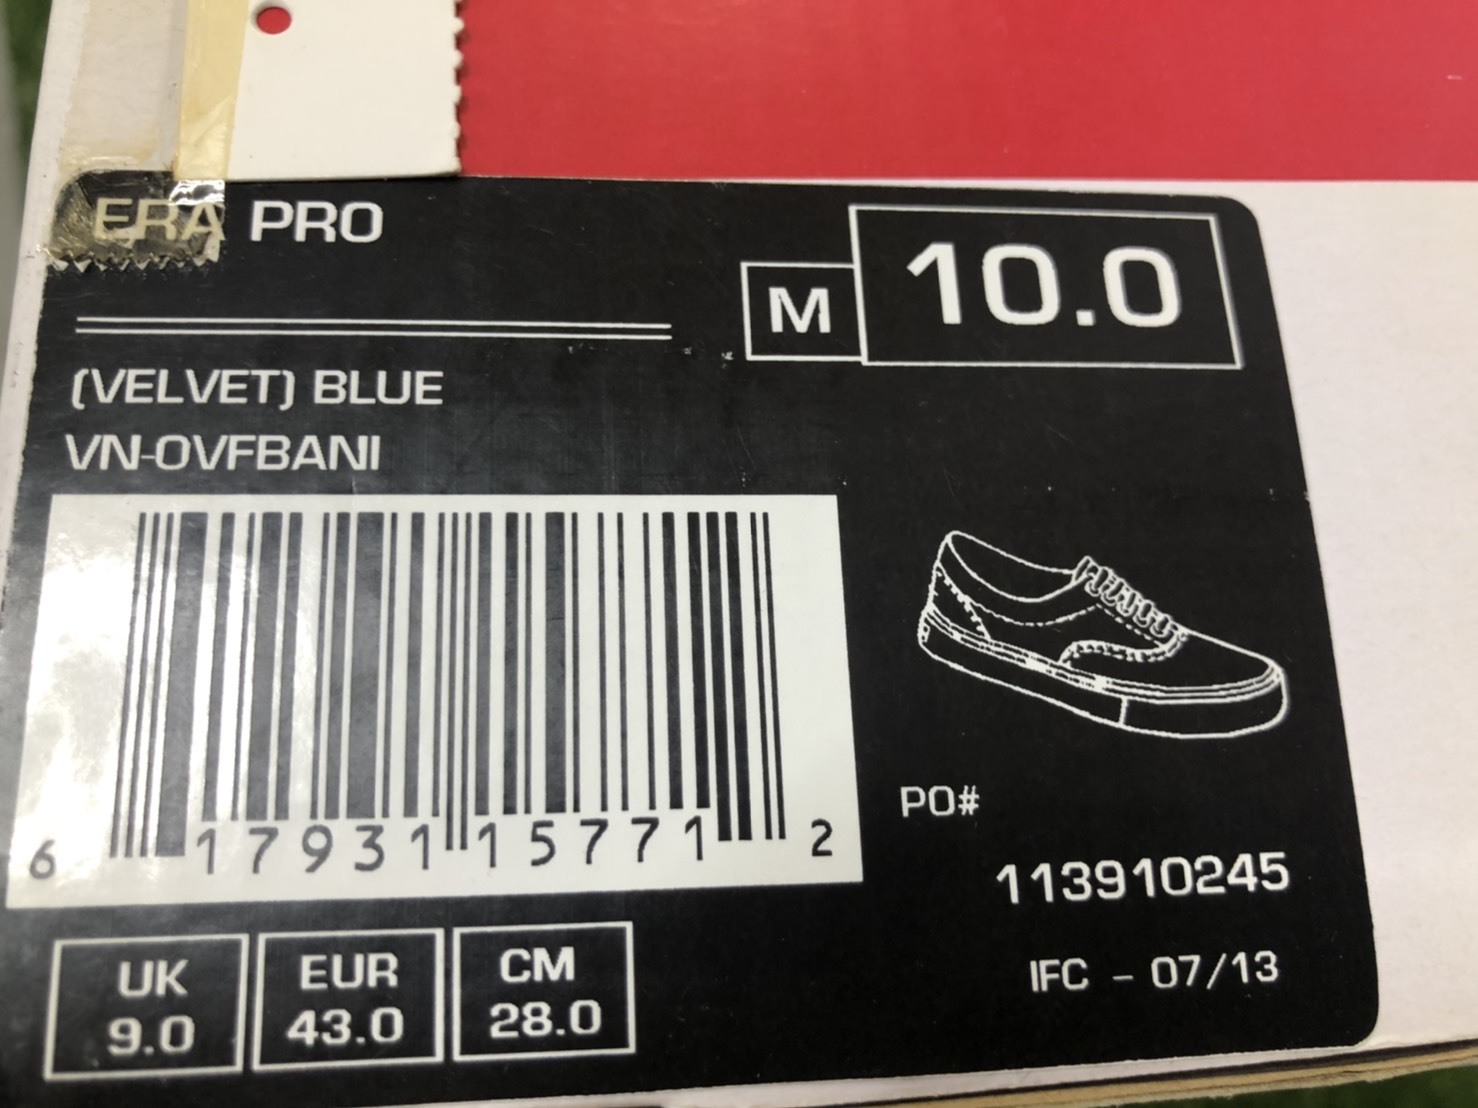 ERA PRO
M 10.0
(VELVET) BLUE
VN-0VFBANI
6 17931 15771 2
PO#
113910245
IFC - 07/13
UK
9.0
EUR
43.0
CM
28.0